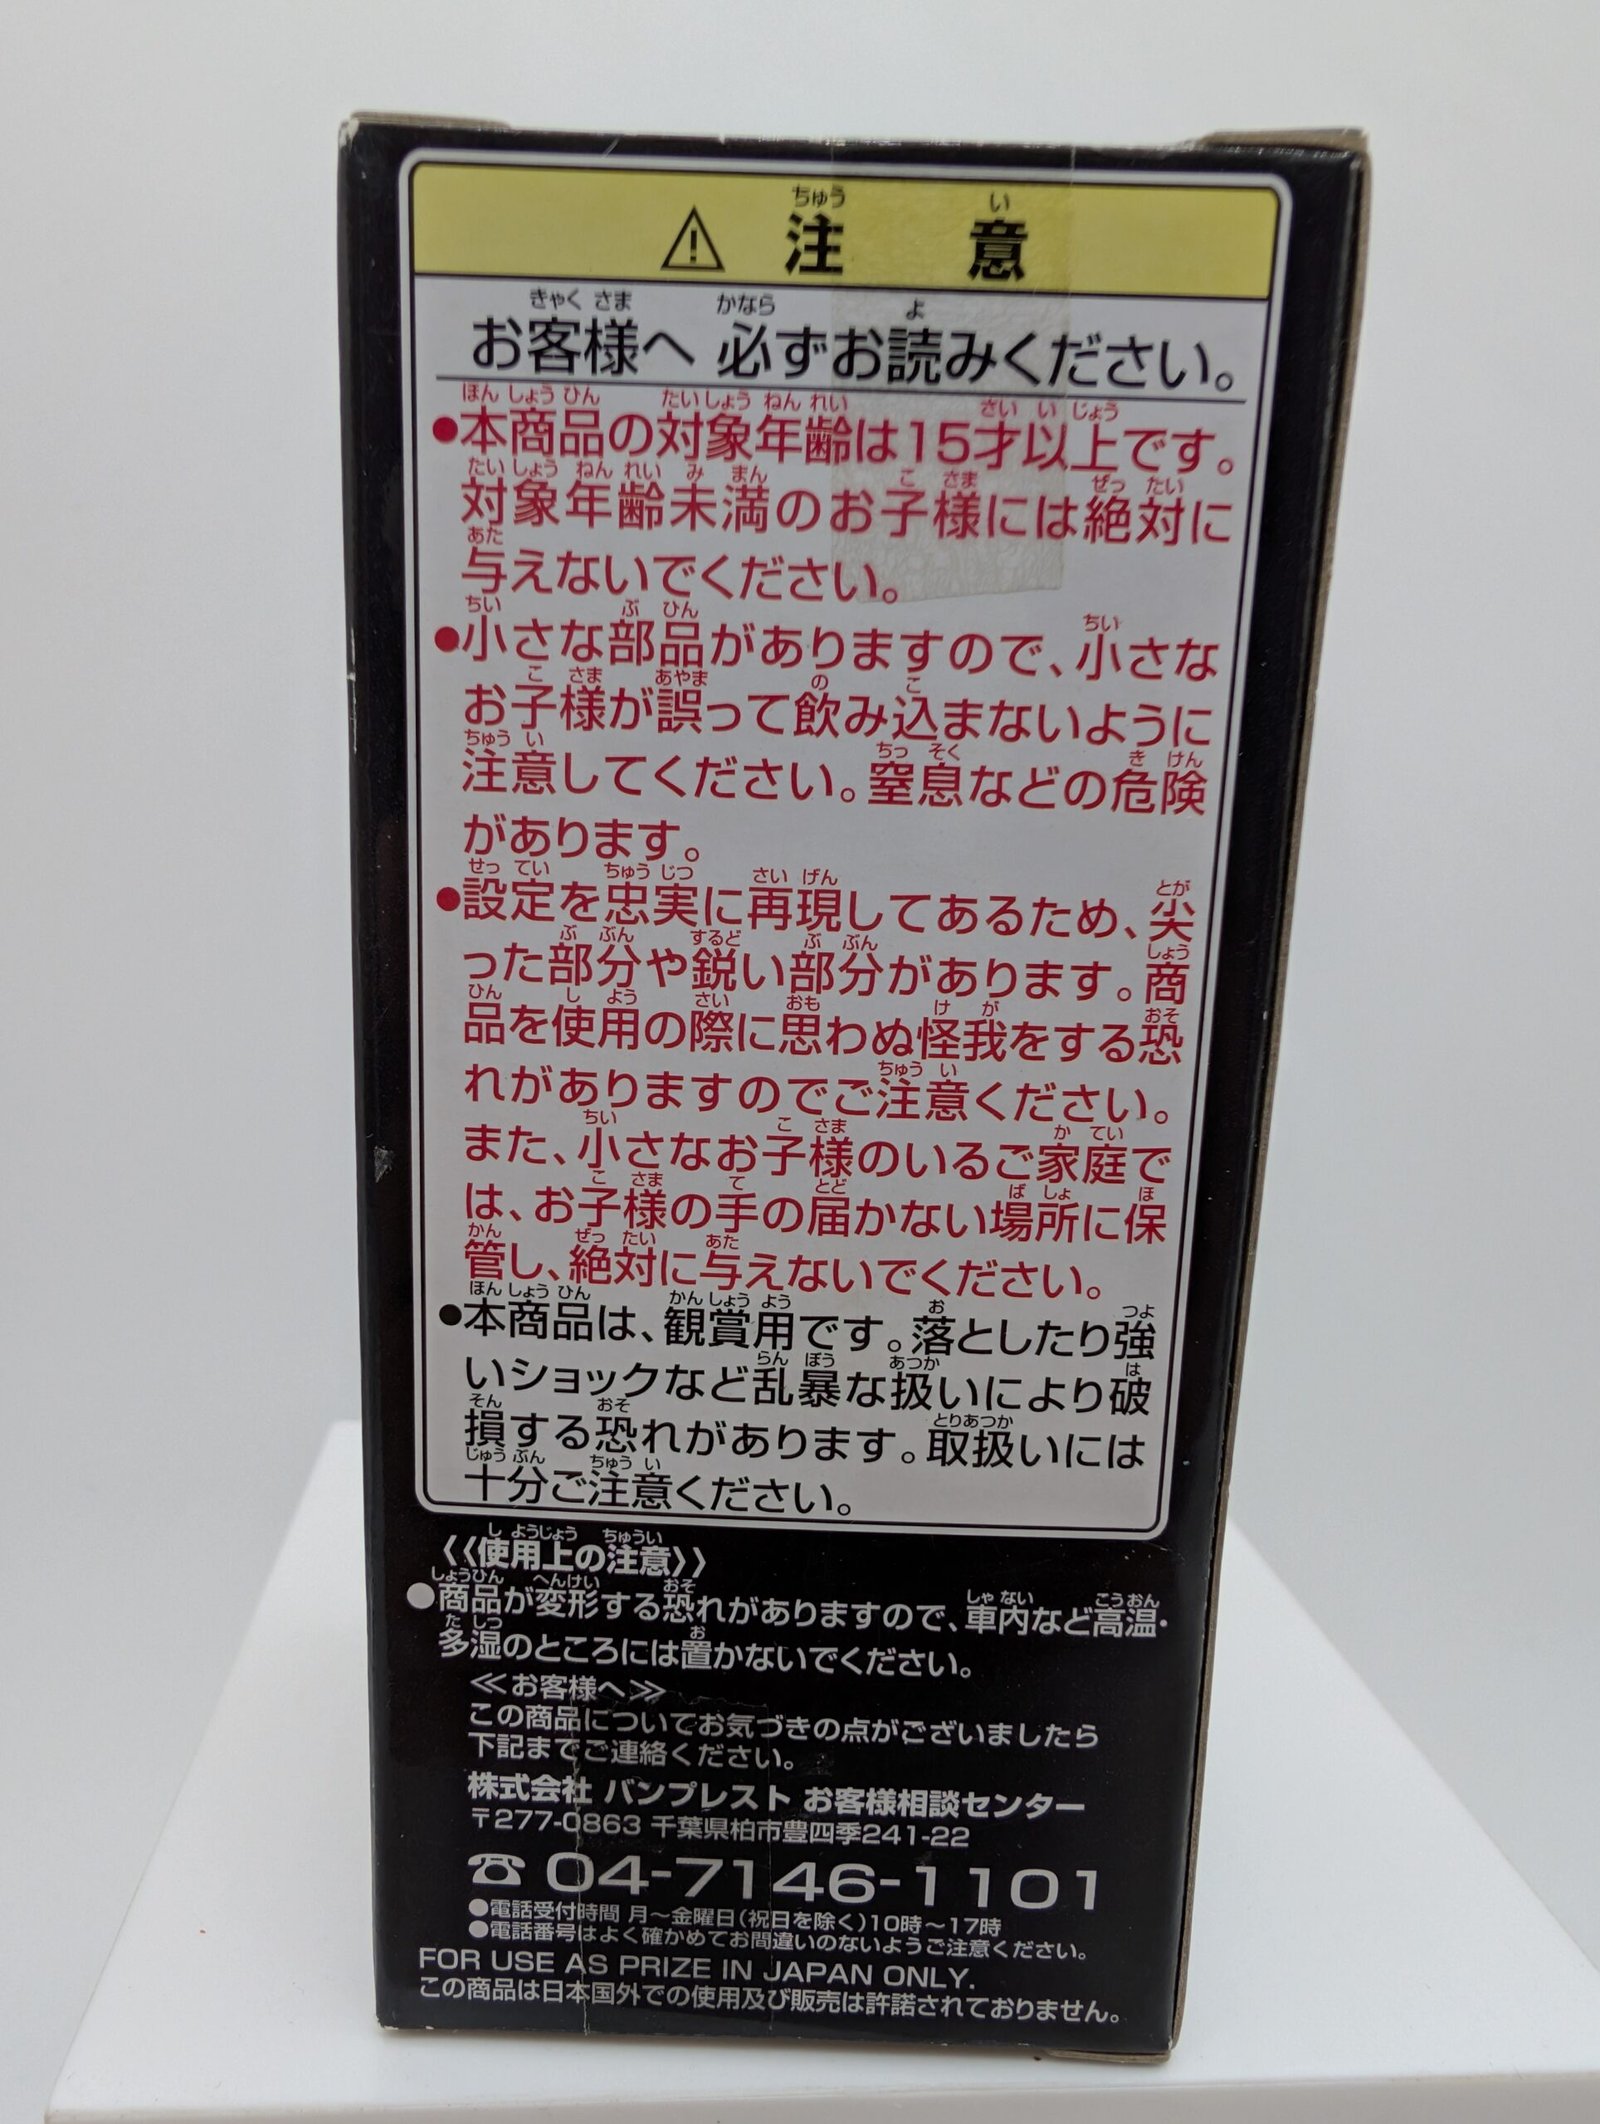 ⚠ 注意
お客様へ 必ずお読みください。
●本商品の対象年齢は15才以上です。
対象年齢未満のお子様には絶対に
与えないでください。
●小さな部品がありますので、小さな
お子様が誤って飲み込まないように
注意してください。窒息などの危険
があります。
●設定を忠実に再現してあるため、尖
った部分や鋭い部分があります。商
品を使用の際に思わぬ怪我をする恐
れがありますのでご注意ください。
また、小さなお子様のいるご家庭で
は、お子様の手の届かない場所に保
管し、絶対に与えないでください。
●本商品は、観賞用です。落としたり強
いショックなど乱暴な扱いにより破
損する恐れがあります。取扱いには
十分ご注意ください。
《使用上の注意》
●商品が変形する恐れがありますので、車内など高温・
多湿のところには置かないでください。
≪お客様へ≫
この商品についてお気づきの点がございましたら
下記までご連絡ください。
株式会社 バンプレスト お客様相談センター
〒277-0863 千葉県柏市豊四季241-22
☎04-7146-1101
●電話受付時間 月〜金曜日(祝日を除く)10時〜17時
●電話番号はよく確かめてお間違いのないようご注意ください。
FOR USE AS PRIZE IN JAPAN ONLY.
この商品は日本国外での使用及び販売は許諾されておりません。